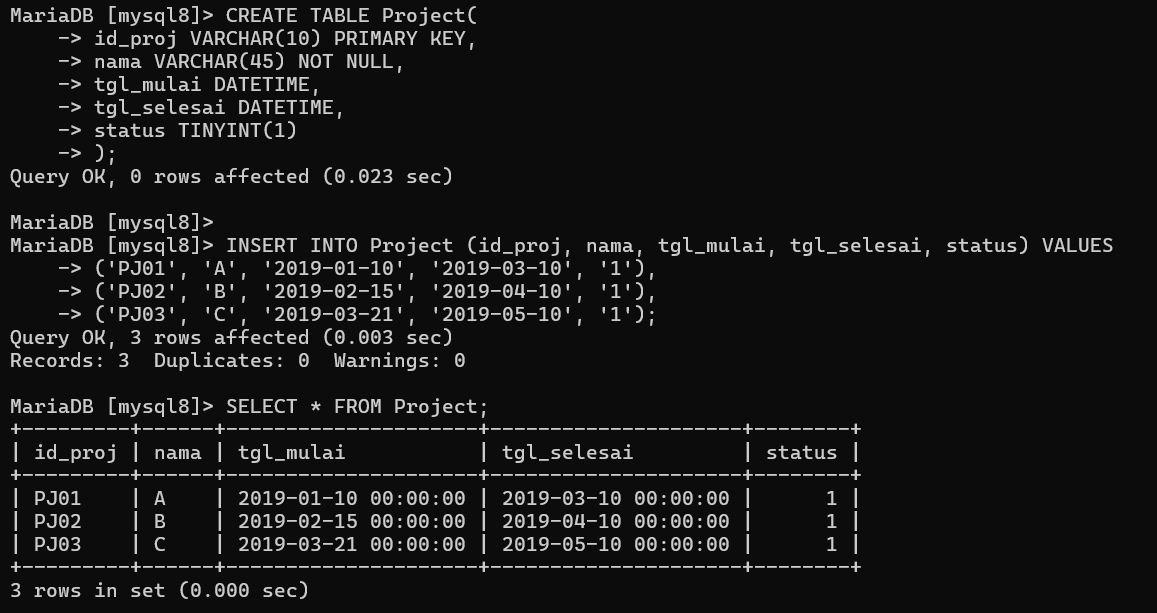 MariaDB [mysql8]> CREATE TABLE Project(
    -> id_proj VARCHAR(10) PRIMARY KEY,
    -> nama VARCHAR(45) NOT NULL,
    -> tgl_mulai DATETIME,
    -> tgl_selesai DATETIME,
    -> status TINYINT(1)
    -> );
Query OK, 0 rows affected (0.023 sec)

MariaDB [mysql8]>
MariaDB [mysql8]> INSERT INTO Project (id_proj, nama, tgl_mulai, tgl_selesai, status) VALUES
    -> ('PJ01', 'A', '2019-01-10', '2019-03-10', '1'),
    -> ('PJ02', 'B', '2019-02-15', '2019-04-10', '1'),
    -> ('PJ03', 'C', '2019-03-21', '2019-05-10', '1');
Query OK, 3 rows affected (0.003 sec)
Records: 3  Duplicates: 0  Warnings: 0

MariaDB [mysql8]> SELECT * FROM Project;
+---------+------+---------------------+---------------------+--------+
| id_proj | nama | tgl_mulai           | tgl_selesai         | status |
+---------+------+---------------------+---------------------+--------+
| PJ01    | A    | 2019-01-10 00:00:00 | 2019-03-10 00:00:00 |      1 |
| PJ02    | B    | 2019-02-15 00:00:00 | 2019-04-10 00:00:00 |      1 |
| PJ03    | C    | 2019-03-21 00:00:00 | 2019-05-10 00:00:00 |      1 |
+---------+------+---------------------+---------------------+--------+
3 rows in set (0.000 sec)